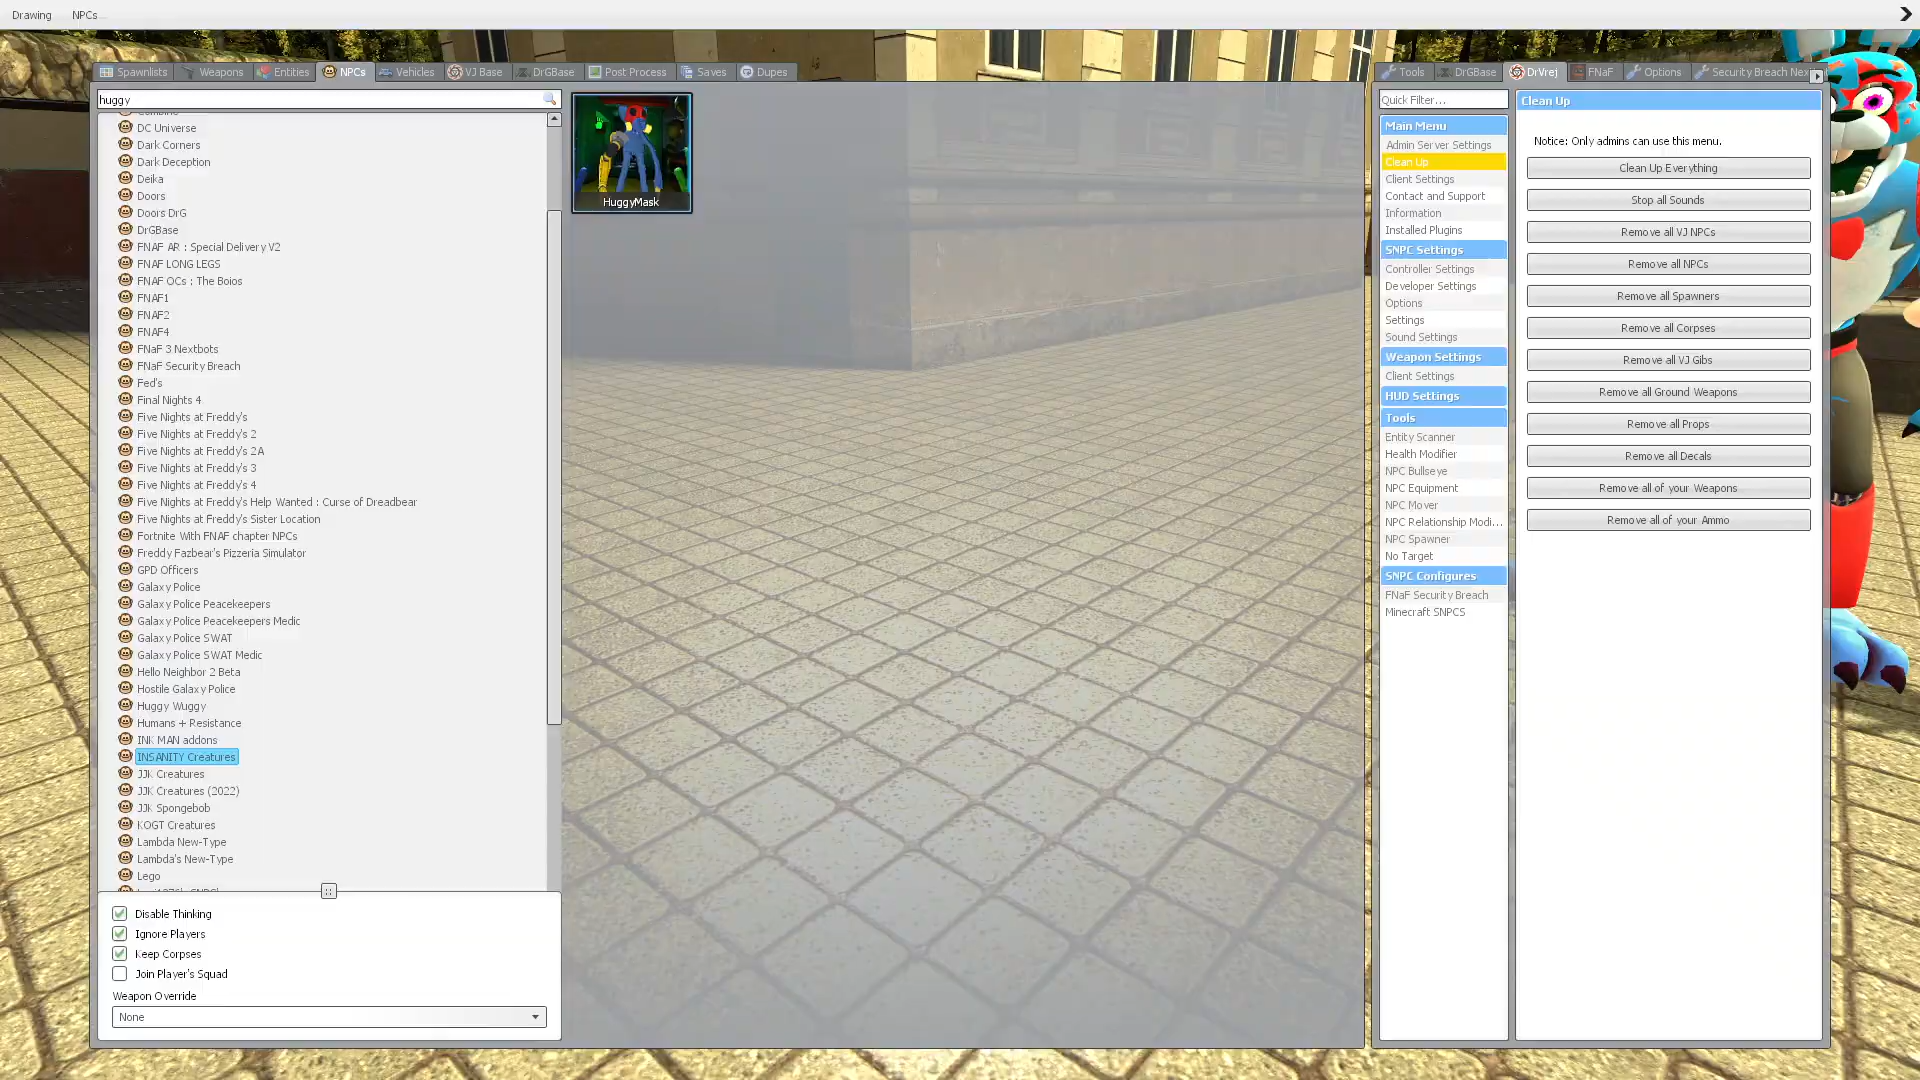 Drawing NPCs
Spawnlists Weapons Entities NPCs Vehicles VJ Base DrGBase Post Process Saves Dupes
huggy
Combine
DC Universe
Dark Corners
Dark Deception
Deika
Doors
Doors DrG
DrGBase
FNAF AR : Special Delivery V2
FNAF LONG LEGS
FNAF OCs : The Boios
FNAF1
FNAF2
FNAF4
FNaF 3 Nextbots
FNaF Security Breach
Fed's
Final Nights 4
Five Nights at Freddy's
Five Nights at Freddy's 2
Five Nights at Freddy's 2A
Five Nights at Freddy's 3
Five Nights at Freddy's 4
Five Nights at Freddy's Help Wanted : Curse of Dreadbear
Five Nights at Freddy's Sister Location
Fortnite With FNAF chapter NPCs
Freddy Fazbear's Pizzeria Simulator
GPD Officers
Galaxy Police
Galaxy Police Peacekeepers
Galaxy Police Peacekeepers Medic
Galaxy Police SWAT
Galaxy Police SWAT Medic
Hello Neighbor 2 Beta
Hostile Galaxy Police
Huggy Wuggy
Humans + Resistance
INK MAN addons
INSANITY Creatures
JJK Creatures
JJK Creatures (2022)
JJK Spongebob
KOGT Creatures
Lambda New-Type
Lambda's New-Type
Lego
Disable Thinking
Ignore Players
Keep Corpses
Join Player's Squad
Weapon Override
None
HuggyMask
Tools DrGBase DrVrej FNaF Options Security Breach Nex
Quick Filter...
Main Menu
Admin Server Settings
Clean Up
Client Settings
Contact and Support
Information
Installed Plugins
SNPC Settings
Controller Settings
Developer Settings
Options
Settings
Sound Settings
Weapon Settings
Client Settings
HUD Settings
Tools
Entity Scanner
Health Modifier
NPC Bullseye
NPC Equipment
NPC Mover
NPC Relationship Modi...
NPC Spawner
No Target
SNPC Configures
FNaF Security Breach
Minecraft SNPCS
Clean Up
Notice: Only admins can use this menu.
Clean Up Everything
Stop all Sounds
Remove all VJ NPCs
Remove all NPCs
Remove all Spawners
Remove all Corpses
Remove all VJ Gibs
Remove all Ground Weapons
Remove all Props
Remove all Decals
Remove all of your Weapons
Remove all of your Ammo